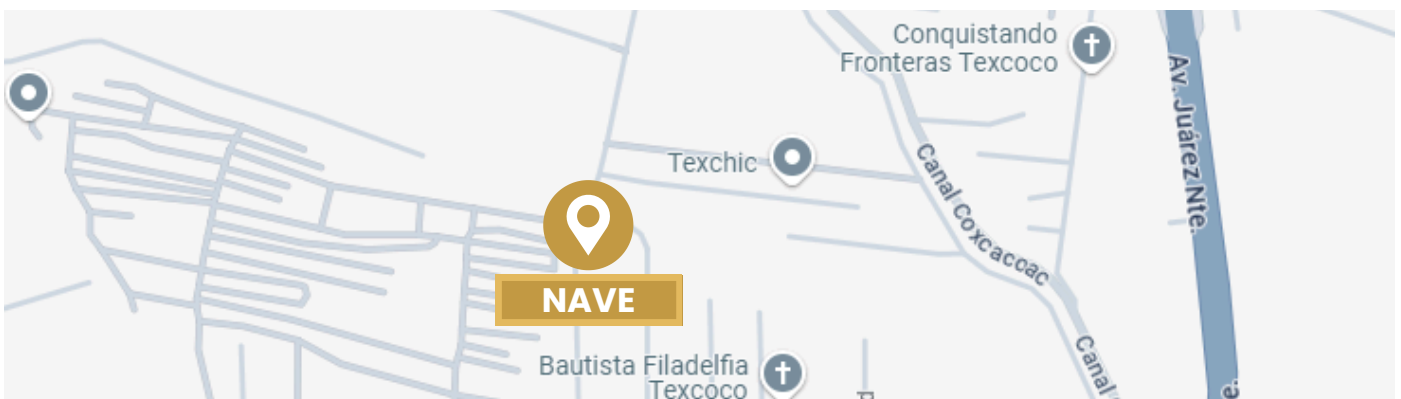 Conquistando
Fronteras Texcoco
Av. Juárez Nte.
Texchic
Canal Coxcacoac
NAVE
Bautista Filadelfia
Texcoco
Canal